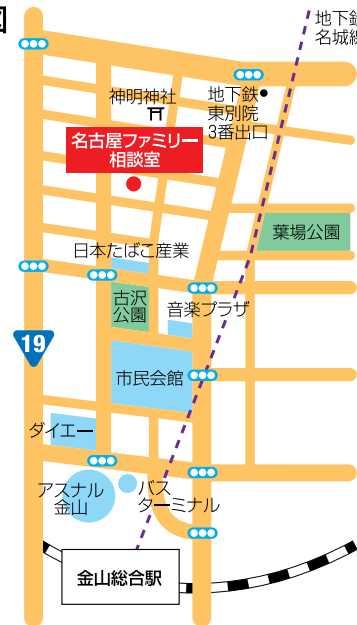 図
地下鉄
名城線
神明神社
地下鉄
東別院
3番出口
名古屋ファミリー
相談室
葉場公園
日本たばこ産業
古沢
公園
音楽プラザ
19
市民会館
ダイエー
アスナル
金山
バス
ターミナル
金山総合駅